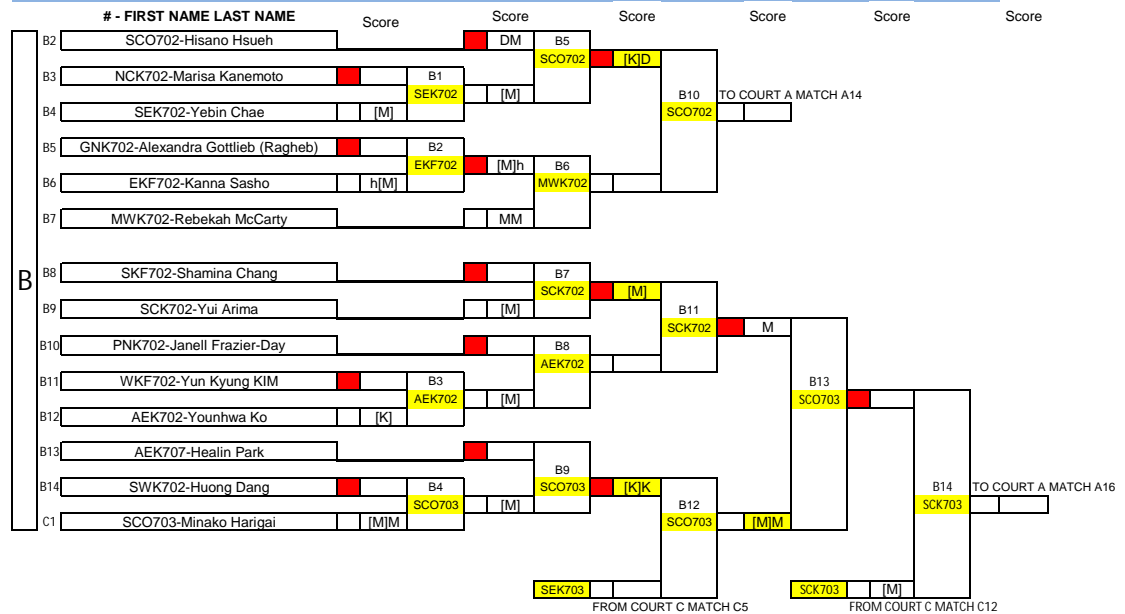 # - FIRST NAME LAST NAME Score Score Score Score Score Score
B2 SCO702-Hisano Hsueh DM B5
SCO702 [K]D
B3 NCK702-Marisa Kanemoto B1
SEK702 [M] B10 TO COURT A MATCH A14
B4 SEK702-Yebin Chae [M] SCO702
B5 GNK702-Alexandra Gottlieb (Ragheb) B2
EKF702 [M]h B6
B6 EKF702-Kanna Sasho h[M] MWK702
B7 MWK702-Rebekah McCarty MM
B
B8 SKF702-Shamina Chang B7
SCK702 [M]
B9 SCK702-Yui Arima [M] B11
SCK702 M
B10 PNK702-Janell Frazier-Day B8
AEK702
B11 WKF702-Yun Kyung KIM B3 B13
AEK702 [M] SCO703
B12 AEK702-Younhwa Ko [K]
B13 AEK707-Healin Park
B9
B14 SWK702-Huong Dang B4 SCO703 [K]K B14 TO COURT A MATCH A16
SCO703 [M] B12 SCK703
C1 SCO703-Minako Harigai [M]M SCO703 [M]M
SEK703 SCK703 [M]
FROM COURT C MATCH C5 FROM COURT C MATCH C12